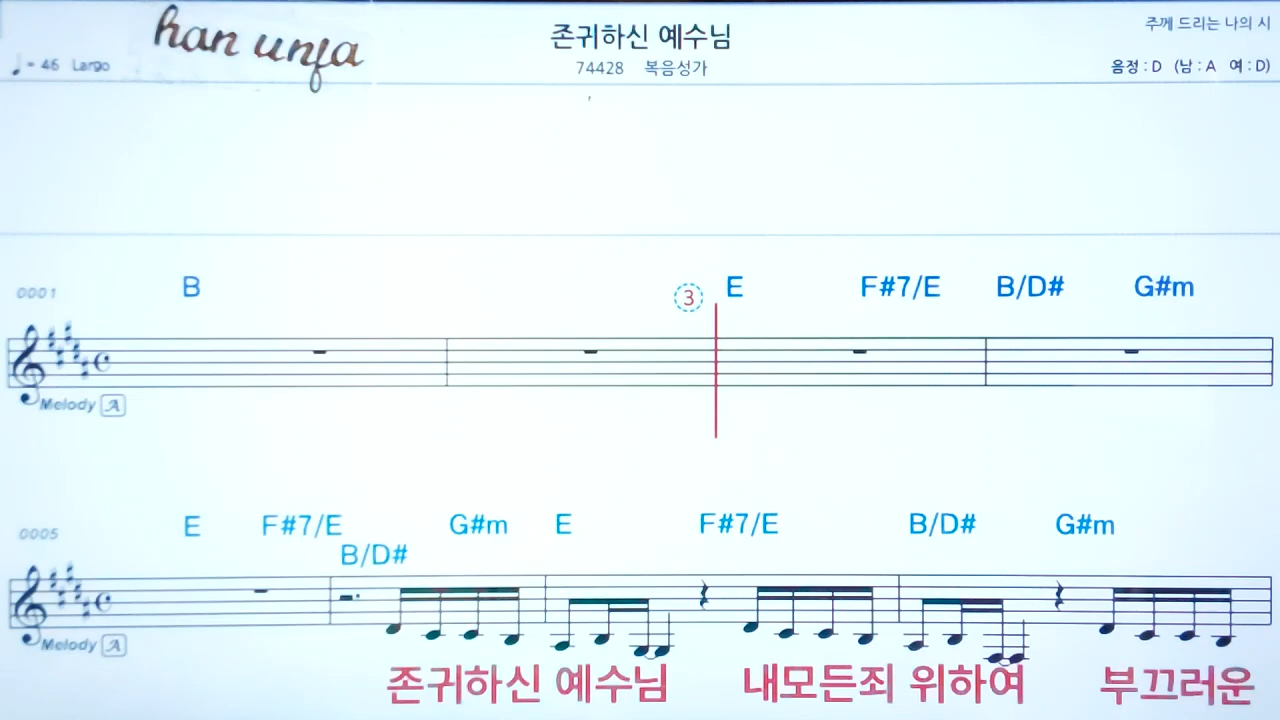 han unfa
존귀하신 예수님
주께 드리는 나의 시
♩= 46 Largo
74428 복음성가
음정 : D (남 : A 여 : D)
0001
B
③
E F#7/E B/D# G#m
Melody A
0005
E F#7/E B/D# G#m E F#7/E B/D# G#m
Melody A
존귀하신 예수님 내모든죄 위하여 부끄러운